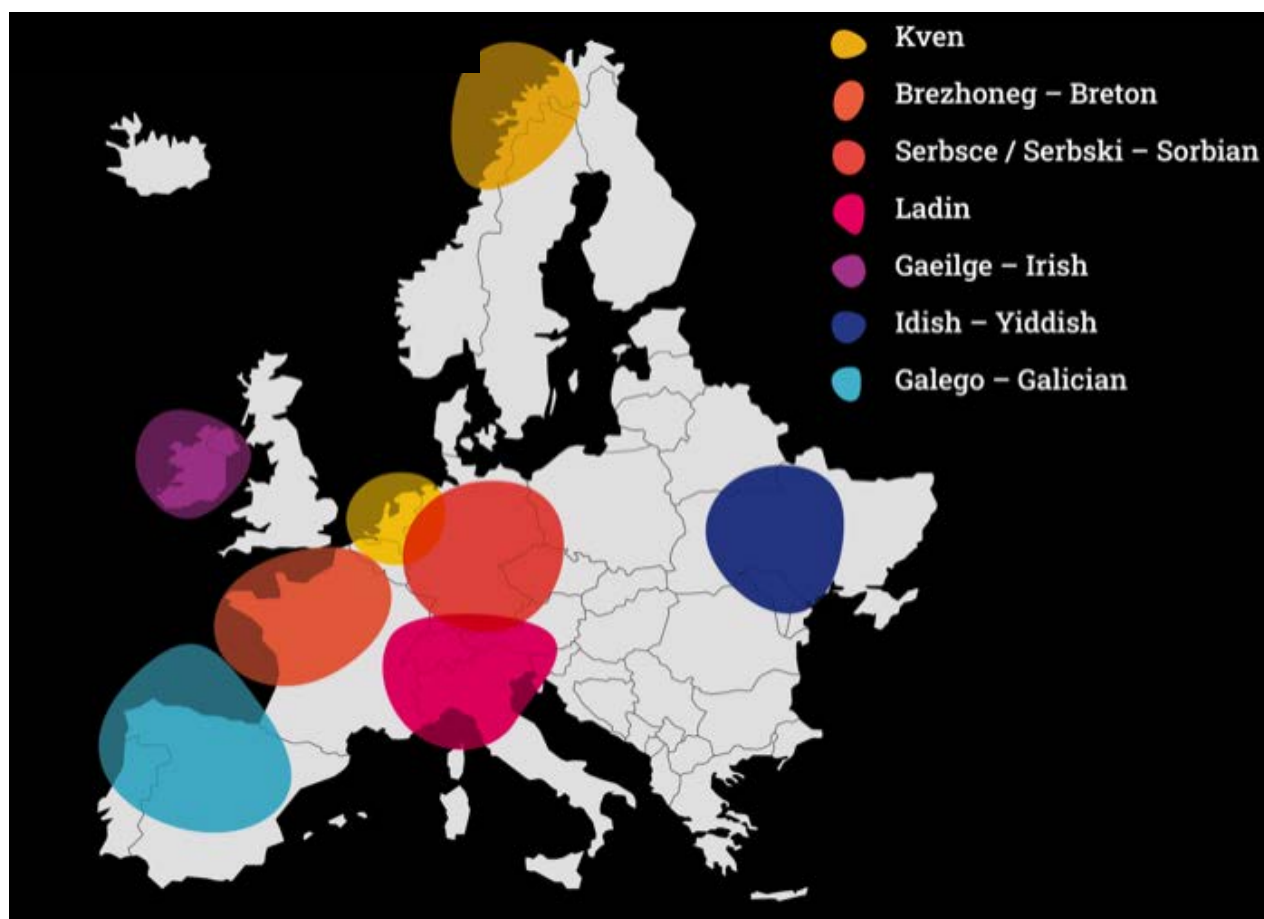 Kven
Brezhoneg – Breton
Serbsce / Serbski – Sorbian
Ladin
Gaeilge – Irish
Idish – Yiddish
Galego – Galician